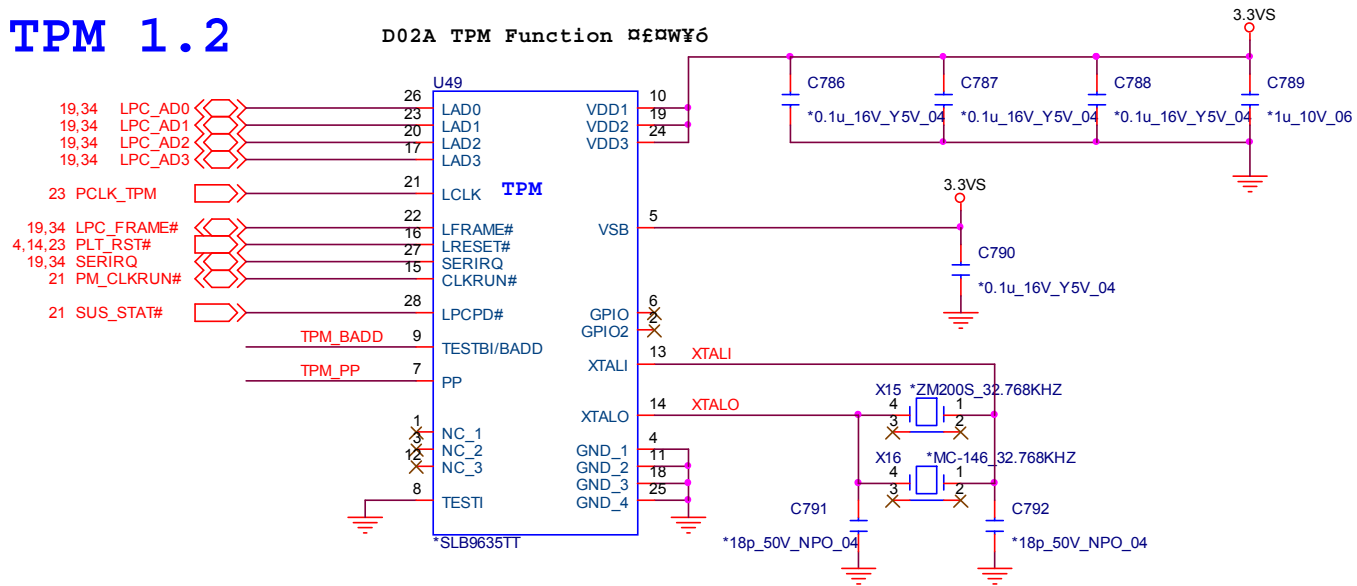 TPM 1.2
D02A TPM Function ¤£¤W¥ó
3.3VS
U49
C786
C787
C788
C789
*0.1u_16V_Y5V_04
*0.1u_16V_Y5V_04
*0.1u_16V_Y5V_04
*1u_10V_06
19,34 LPC_AD0 26 LAD0 VDD1 10
19,34 LPC_AD1 23 LAD1 VDD2 19
19,34 LPC_AD2 20 LAD2 VDD3 24
19,34 LPC_AD3 17 LAD3
23 PCLK_TPM 21 LCLK TPM
3.3VS
19,34 LPC_FRAME# 22 LFRAME# VSB 5
4,14,23 PLT_RST# 16 LRESET#
19,34 SERIRQ 27 SERIRQ
21 PM_CLKRUN# 15 CLKRUN#
C790
*0.1u_16V_Y5V_04
21 SUS_STAT# 28 LPCPD# GPIO 6
GPIO2 2
TPM_BADD 9 TESTBI/BADD
XTALI 13 XTALI
TPM_PP 7 PP
X15 *ZM200S_32.768KHZ
XTALO 14 XTALO
4 1
3 2
1 NC_1 GND_1 4
3 NC_2 GND_2 11
12 NC_3 GND_3 18
8 TESTI GND_4 25
X16 *MC-146_32.768KHZ
4 1
3 2
C791
C792
*18p_50V_NPO_04
*18p_50V_NPO_04
*SLB9635TT